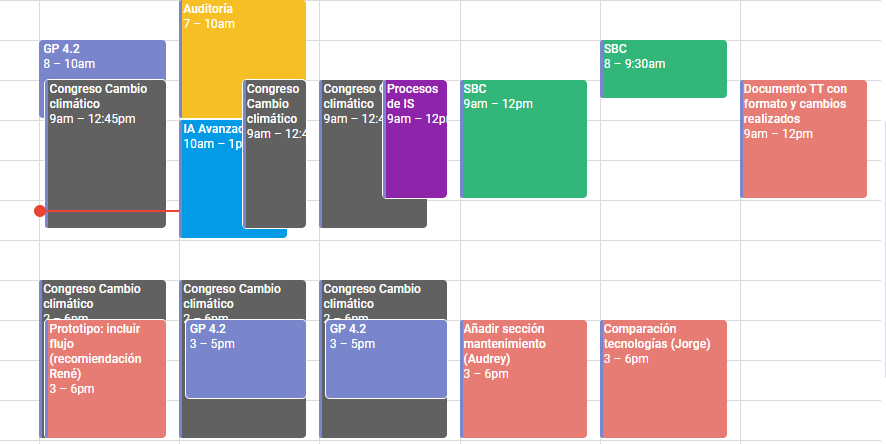 GP 4.2
8 – 10am
Congreso Cambio
climático
9am – 12:45pm
Congreso Cambio
climático
2 – 6pm
Prototipo: incluir
flujo
(recomiendación
René)
3 – 6pm
Auditoria
7 – 10am
IA Avanzad
10am – 1p
Congreso
Cambio
climático
9am – 12:4
Congreso Cambio
climático
2 – 6pm
GP 4.2
3 – 5pm
Congreso C
climático
9am – 12:4
Procesos
de IS
9am – 12p
Congreso Cambio
climático
2 – 6pm
GP 4.2
3 – 5pm
SBC
9am – 12pm
Añadir sección
mantenimiento
(Audrey)
3 – 6pm
SBC
8 – 9:30am
Comparación
tecnologías (Jorge)
3 – 6pm
Documento TT con
formato y cambios
realizados
9am – 12pm